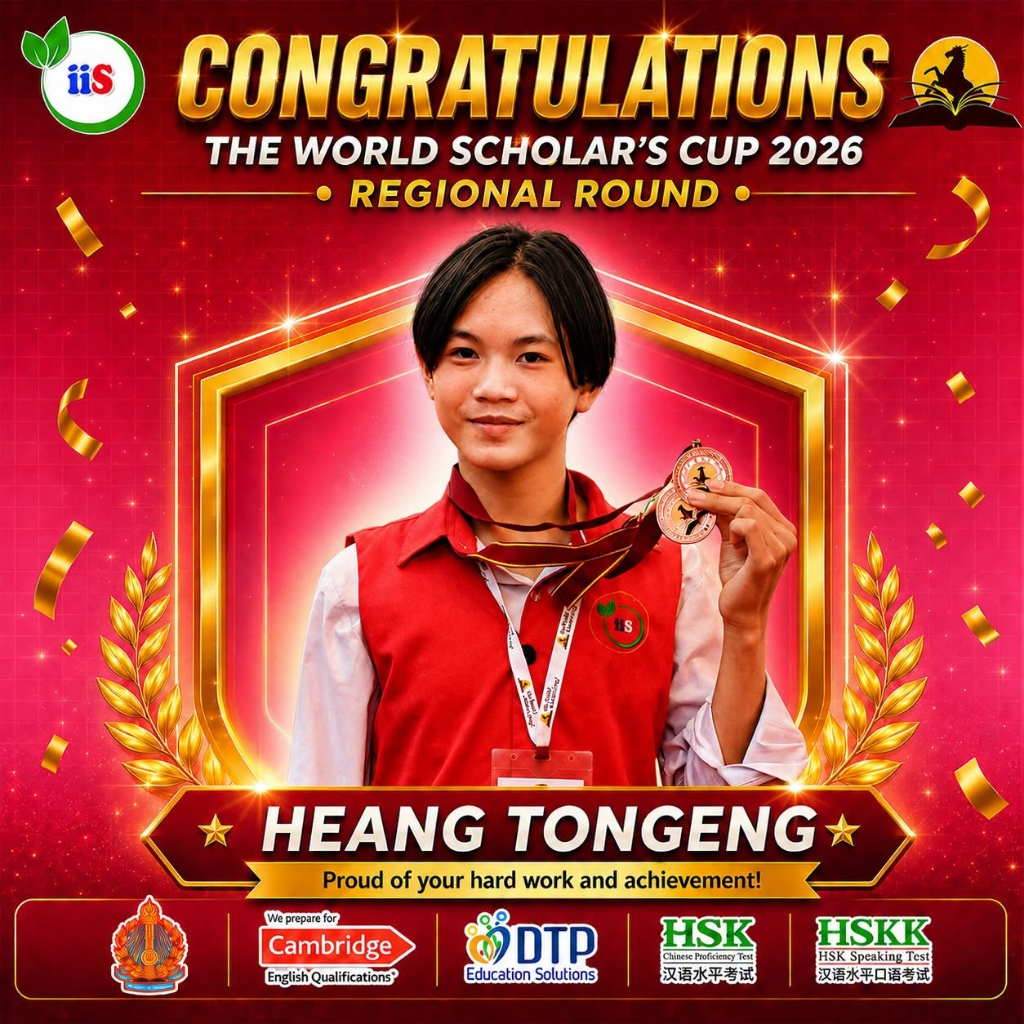 iiS
CONGRATULATIONS
THE WORLD SCHOLAR'S CUP 2026
• REGIONAL ROUND •
iiS
HEANG TONGENG
Proud of your hard work and achievement!
We prepare for
Cambridge
English Qualifications
DTP
Education Solutions
HSK
Chinese Proficiency Test
汉语水平考试
HSKK
HSK Speaking Test
汉语水平口语考试